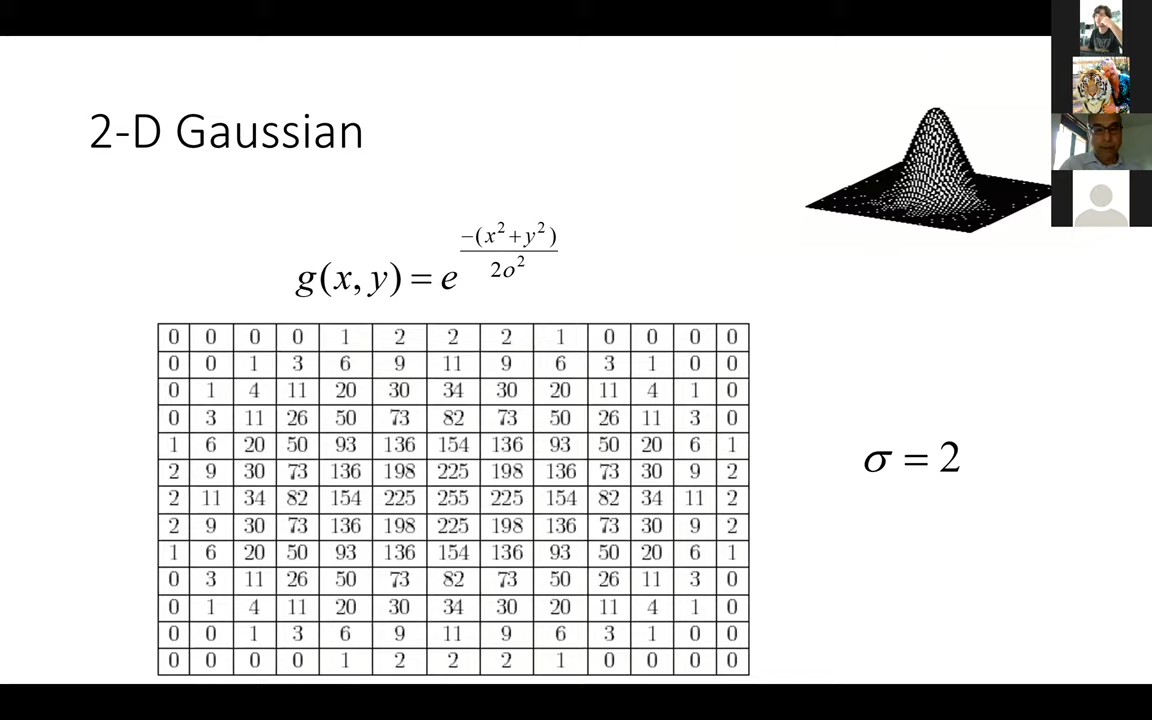 2-D Gaussian
g(x, y) = e^{\frac{-(x^2+y^2)}{2o^2}}
0 0 0 0 1 2 2 2 1 0 0 0 0
0 0 1 3 6 9 11 9 6 3 1 0 0
0 1 4 11 20 30 34 30 20 11 4 1 0
0 3 11 26 50 73 82 73 50 26 11 3 0
1 6 20 50 93 136 154 136 93 50 20 6 1
2 9 30 73 136 198 225 198 136 73 30 9 2
2 11 34 82 154 225 255 225 154 82 34 11 2
2 9 30 73 136 198 225 198 136 73 30 9 2
1 6 20 50 93 136 154 136 93 50 20 6 1
0 3 11 26 50 73 82 73 50 26 11 3 0
0 1 4 11 20 30 34 30 20 11 4 1 0
0 0 1 3 6 9 11 9 6 3 1 0 0
0 0 0 0 1 2 2 2 1 0 0 0 0
σ = 2